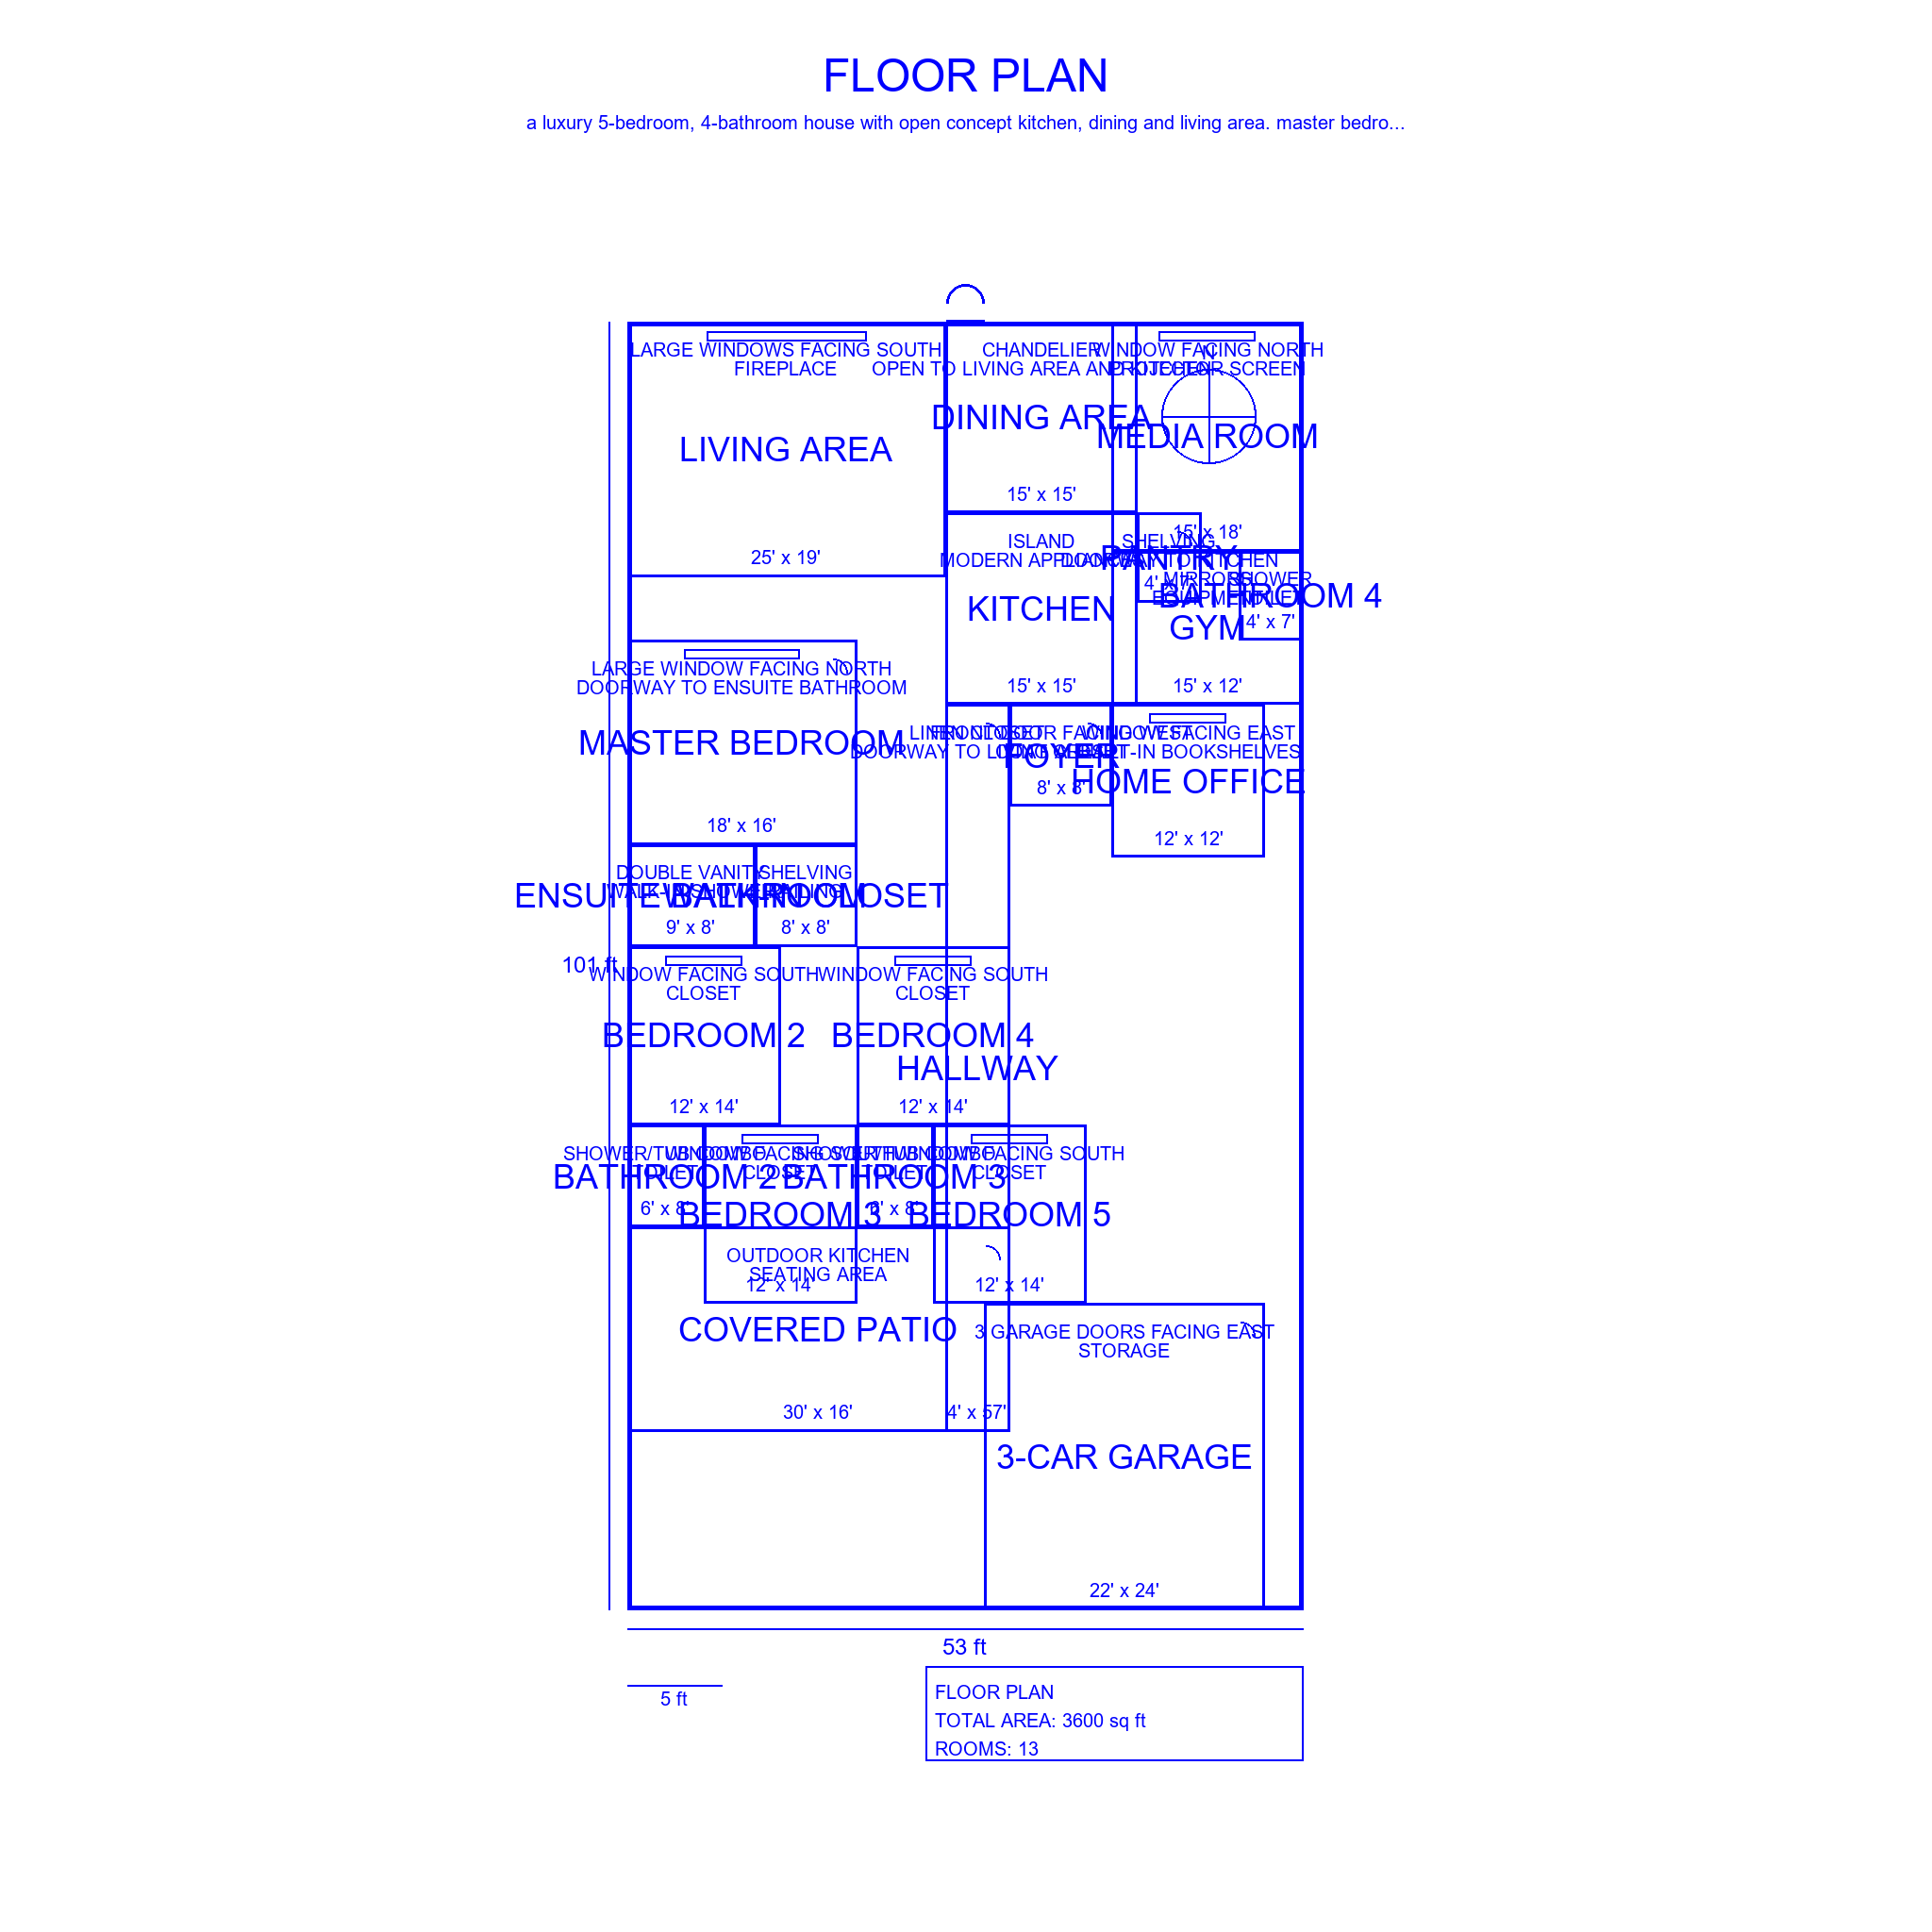 FLOOR PLAN
a luxury 5-bedroom, 4-bathroom house with open concept kitchen, dining and living area. master bedro...
LARGE WINDOWS FACING SOUTH
FIREPLACE
LIVING AREA
25' x 19'
CHANDELIER
OPEN TO LIVING AREA AND KITCHEN
DINING AREA
15' x 15'
WINDOW FACING NORTH
PROJECTOR SCREEN
N
MEDIA ROOM
15' x 18'
ISLAND
MODERN APPLIANCES
KITCHEN
15' x 15'
SHELVING
DOORWAY TO KITCHEN
PANTRY
4' x 7'
MIRRORS
EQUIPMENT
GYM
15' x 12'
SHOWER
TOILET
BATHROOM 4
4' x 7'
LARGE WINDOW FACING NORTH
DOORWAY TO ENSUITE BATHROOM
MASTER BEDROOM
18' x 16'
LINEN CLOSET
DOORWAY TO LIVING AREA
FRONT DOOR FACING WEST
COAT CLOSET
FOYER
8' x 8'
WINDOW FACING EAST
BUILT-IN BOOKSHELVES
HOME OFFICE
12' x 12'
DOUBLE VANITY
WALK-IN SHOWER
ENSUITE BATHROOM
9' x 8'
SHELVING
WALK-IN CLOSET
8' x 8'
101 ft
WINDOW FACING SOUTH
CLOSET
BEDROOM 2
12' x 14'
WINDOW FACING SOUTH
CLOSET
BEDROOM 4
12' x 14'
HALLWAY
SHOWER/TUB COMBO
TOILET
BATHROOM 2
6' x 8'
WINDOW FACING SOUTH
CLOSET
BEDROOM 3
12' x 14'
SHOWER/TUB COMBO
TOILET
BATHROOM 3
6' x 8'
WINDOW FACING SOUTH
CLOSET
BEDROOM 5
12' x 14'
OUTDOOR KITCHEN
SEATING AREA
COVERED PATIO
30' x 16'
4' x 57'
3 GARAGE DOORS FACING EAST
STORAGE
3-CAR GARAGE
22' x 24'
53 ft
5 ft
FLOOR PLAN
TOTAL AREA: 3600 sq ft
ROOMS: 13